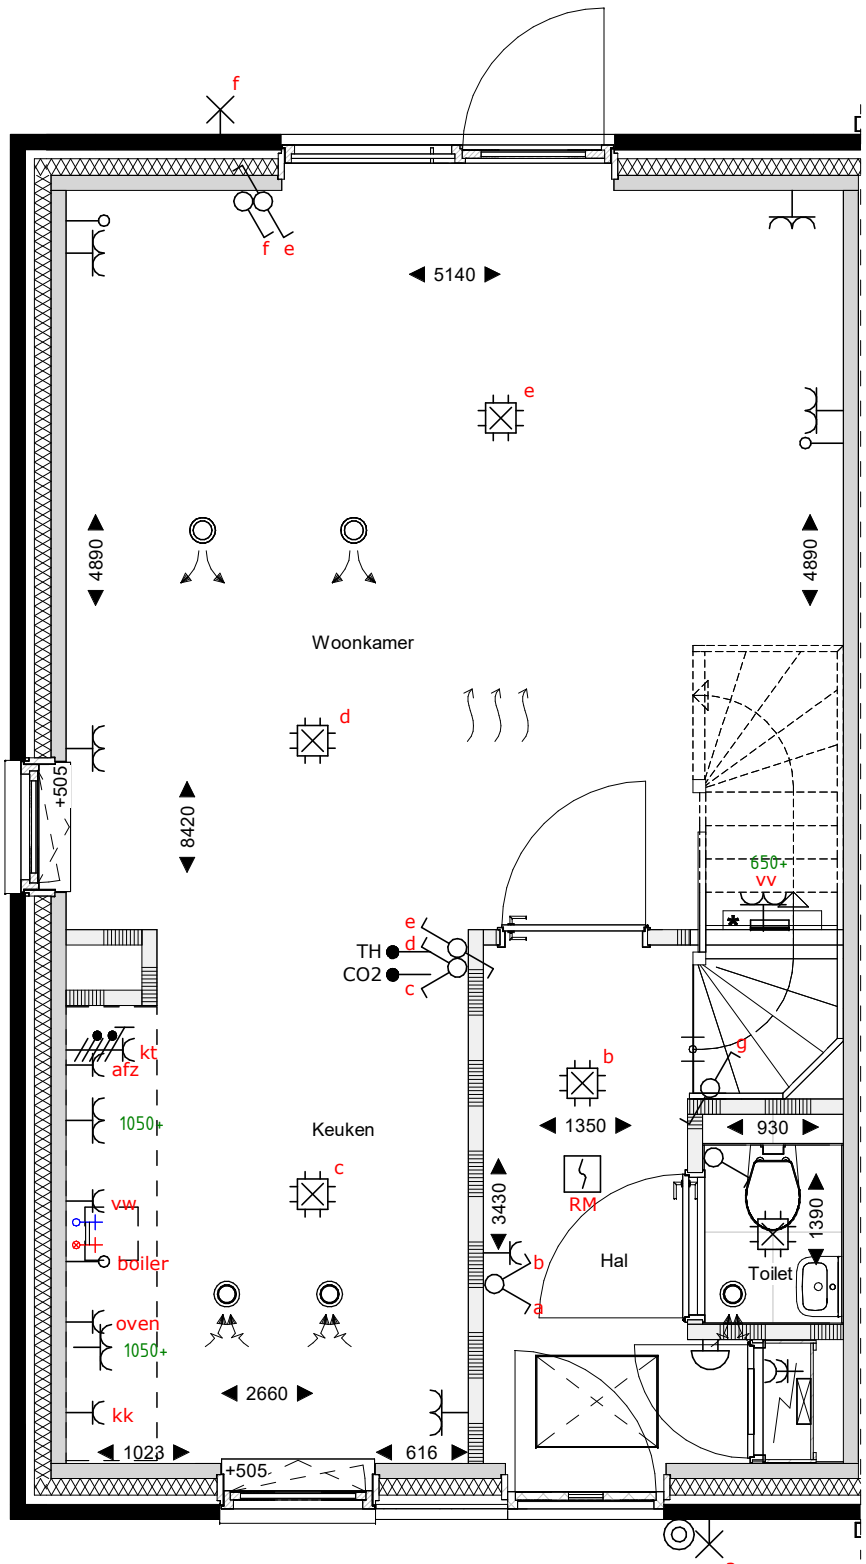 f
f e
5140
e
4890
4890
Woonkamer
d
+505
8420
650+
vv
*
e
TH
d
CO2
c
kt
g
afz
b
1050+
Keuken
1350
930
c
RM
vw
3430
1390
boiler
b
Hal
Toilet
a
oven
1050+
2660
kk
1023
616
+505